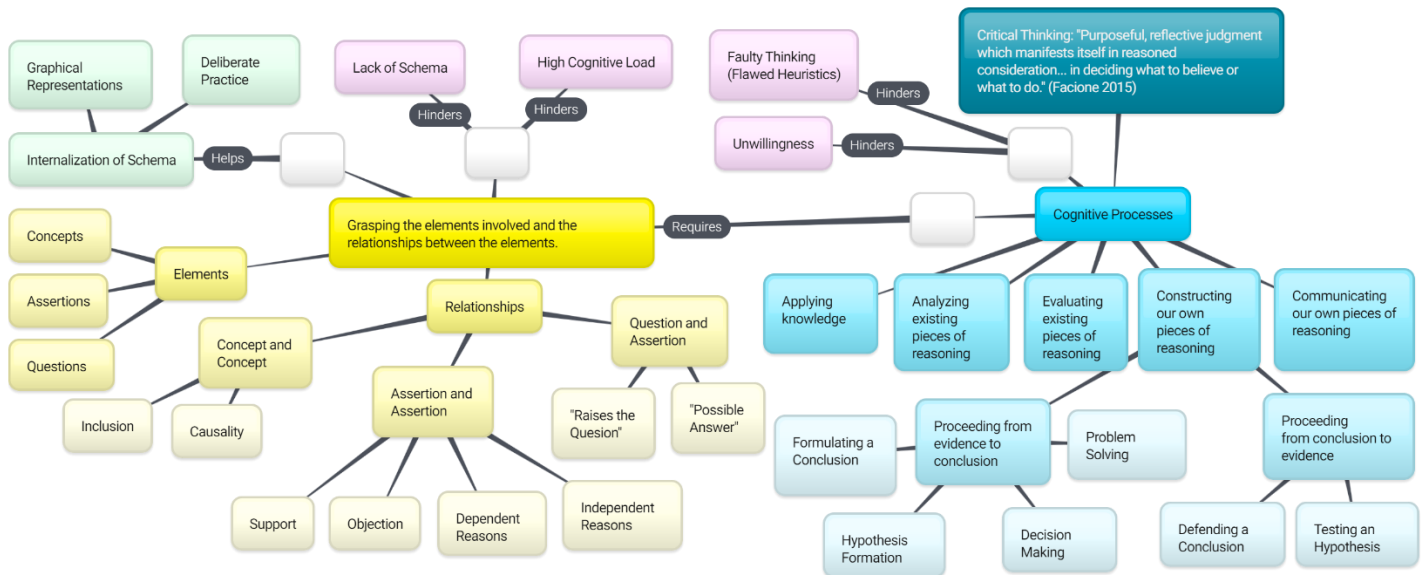 Critical Thinking: "Purposeful, reflective judgment
which manifests itself in reasoned
consideration... in deciding what to believe or
what to do." (Facione 2015)
Graphical
Representations
Deliberate
Practice
Lack of Schema
High Cognitive Load
Faulty Thinking
(Flawed Heuristics)
Hinders
Hinders
Hinders
Internalization of Schema
Helps
Unwillingness
Hinders
Grasping the elements involved and the
relationships between the elements.
Requires
Cognitive Processes
Concepts
Elements
Assertions
Questions
Relationships
Concept and
Concept
Inclusion
Causality
Assertion and
Assertion
Support
Objection
Dependent
Reasons
Independent
Reasons
Question and
Assertion
"Raises the
Quesion"
"Possible
Answer"
Applying
knowledge
Analyzing
existing
pieces of
reasoning
Evaluating
existing
pieces of
reasoning
Constructing
our own
pieces of
reasoning
Communicating
our own pieces of
reasoning
Proceeding from
evidence to
conclusion
Formulating a
Conclusion
Problem
Solving
Hypothesis
Formation
Decision
Making
Proceeding
from conclusion to
evidence
Defending a
Conclusion
Testing an
Hypothesis